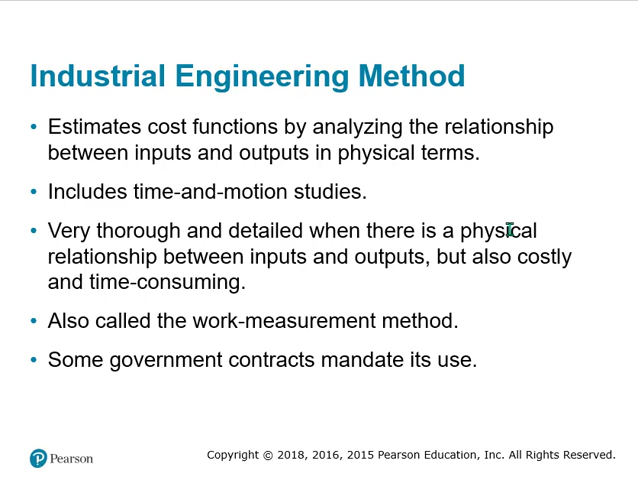 Industrial Engineering Method
• Estimates cost functions by analyzing the relationship
between inputs and outputs in physical terms.
• Includes time-and-motion studies.
• Very thorough and detailed when there is a physical
relationship between inputs and outputs, but also costly
and time-consuming.
• Also called the work-measurement method.
• Some government contracts mandate its use.
P Pearson
Copyright © 2018, 2016, 2015 Pearson Education, Inc. All Rights Reserved.